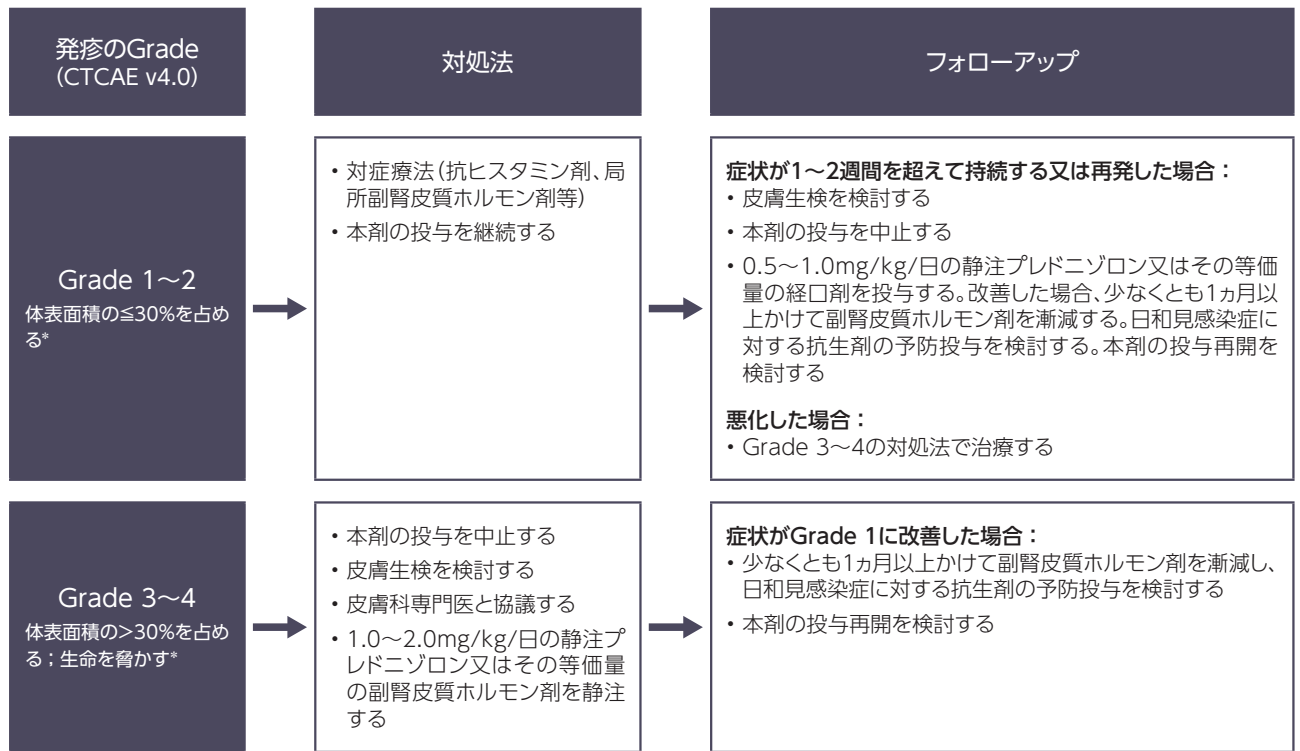 発疹のGrade
(CTCAE v4.0)
対処法
フォローアップ
Grade 1～2
体表面積の≦30%を占め
る*
・対症療法(抗ヒスタミン剤、局
所副腎皮質ホルモン剤等)
・本剤の投与を継続する
症状が1～2週間を超えて持続する又は再発した場合：
・皮膚生検を検討する
・本剤の投与を中止する
・0.5～1.0mg/kg/日の静注プレドニゾロン又はその等価
量の経口剤を投与する。改善した場合、少なくとも1ヵ月以
上かけて副腎皮質ホルモン剤を漸減する。日和見感染症に
対する抗生剤の予防投与を検討する。本剤の投与再開を
検討する
悪化した場合：
・Grade 3～4の対処法で治療する
Grade 3～4
体表面積の>30%を占め
る；生命を脅かす*
・本剤の投与を中止する
・皮膚生検を検討する
・皮膚科専門医と協議する
・1.0～2.0mg/kg/日の静注プ
レドニゾロン又はその等価量
の副腎皮質ホルモン剤を静注
する
症状がGrade 1に改善した場合：
・少なくとも1ヵ月以上かけて副腎皮質ホルモン剤を漸減し、
日和見感染症に対する抗生剤の予防投与を検討する
・本剤の投与再開を検討する